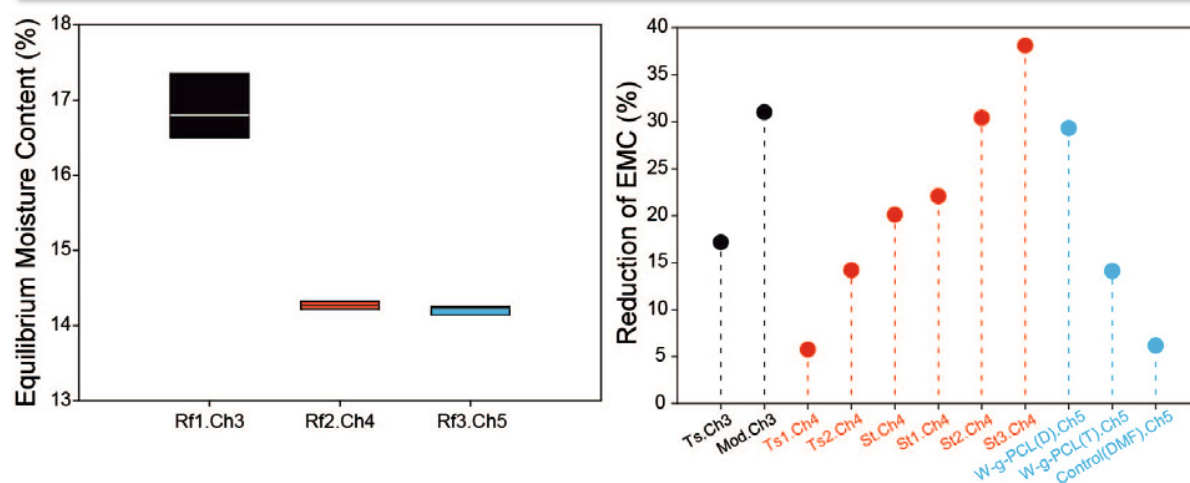 Equilibrium Moisture Content (%)
18
17
16
15
14
13
Rf1.Ch3
Rf2.Ch4
Rf3.Ch5
Reduction of EMC (%)
40
35
30
25
20
15
10
5
0
Ts.Ch3
Mod.Ch3
Ts1.Ch4
Ts2.Ch4
St.Ch4
St1.Ch4
St2.Ch4
St3.Ch4
W-g-PCL(D).Ch5
W-g-PCL(T).Ch5
Control(DMF).Ch5